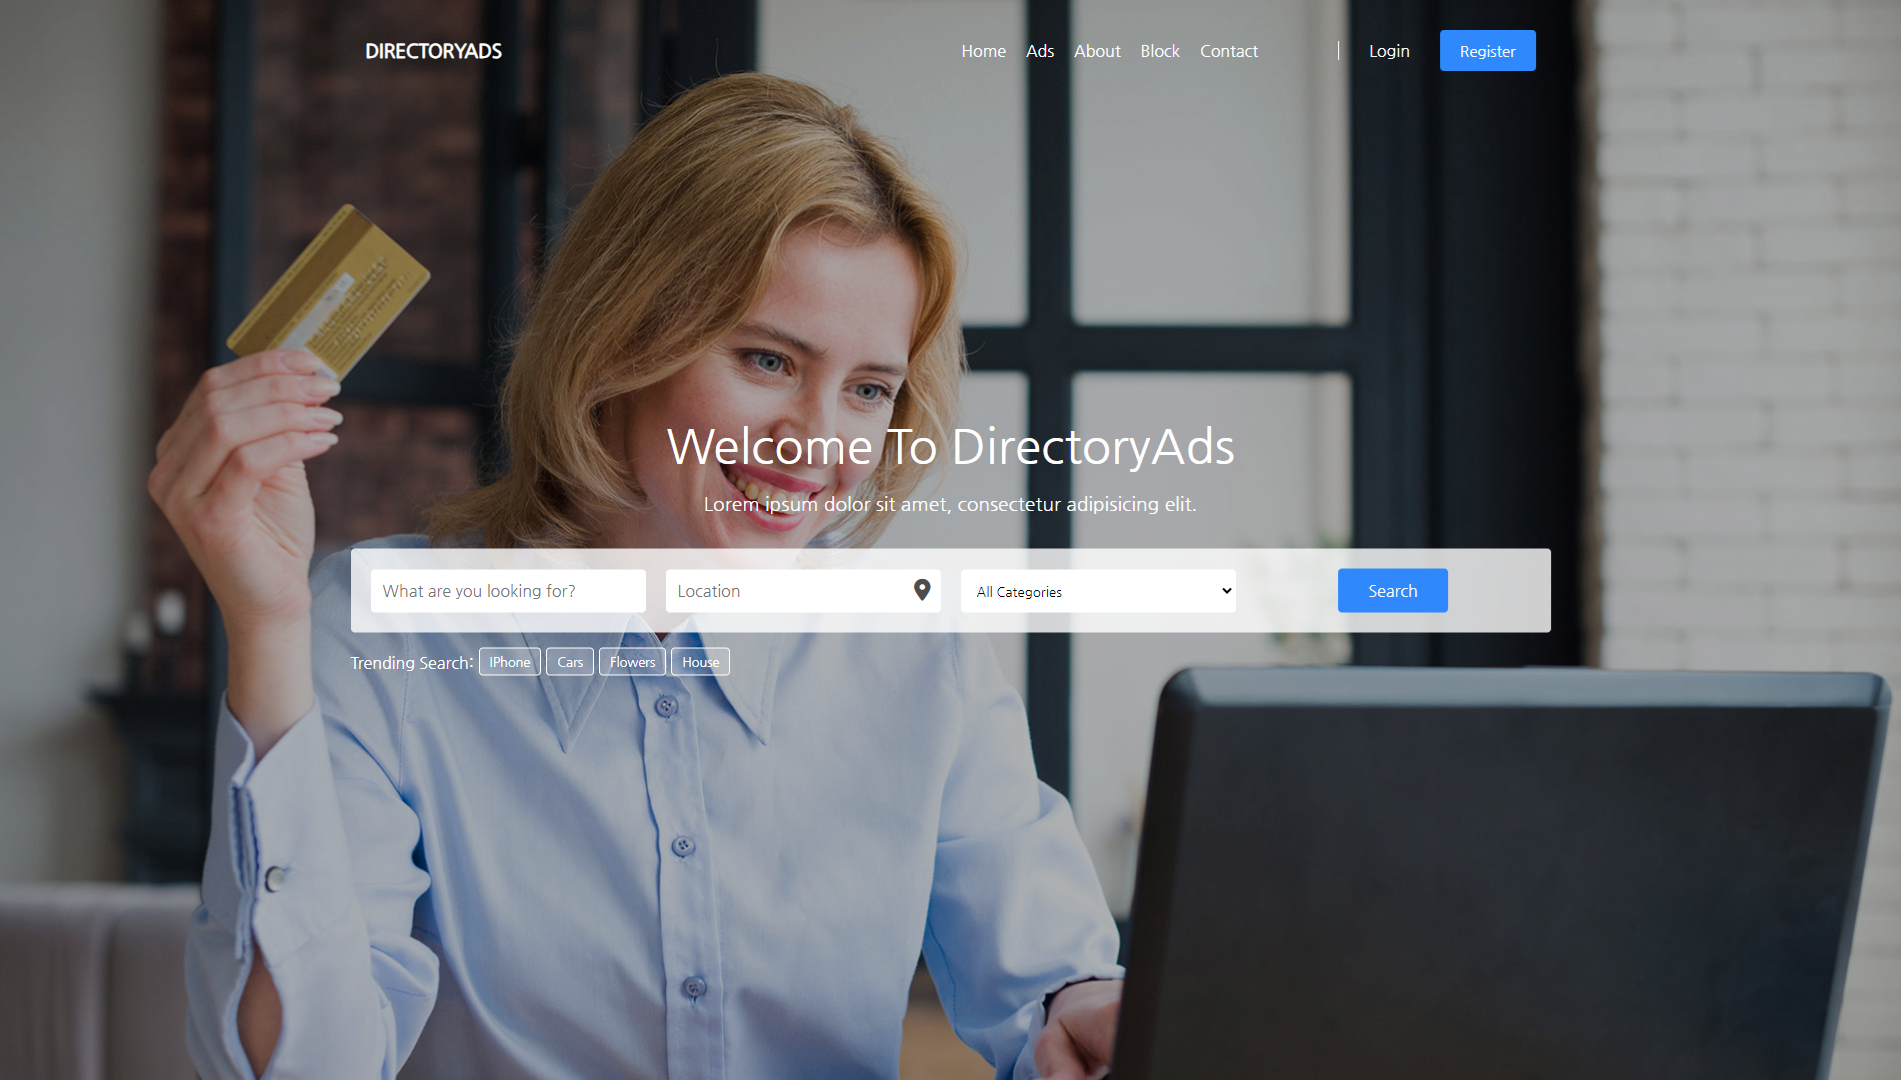 DIRECTORYADS
Home Ads About Block Contact Login Register
Welcome To DirectoryAds
Lorem ipsum dolor sit amet, consectetur adipisicing elit.
What are you looking for? Location All Categories Search
Trending Search: IPhone Cars Flowers House